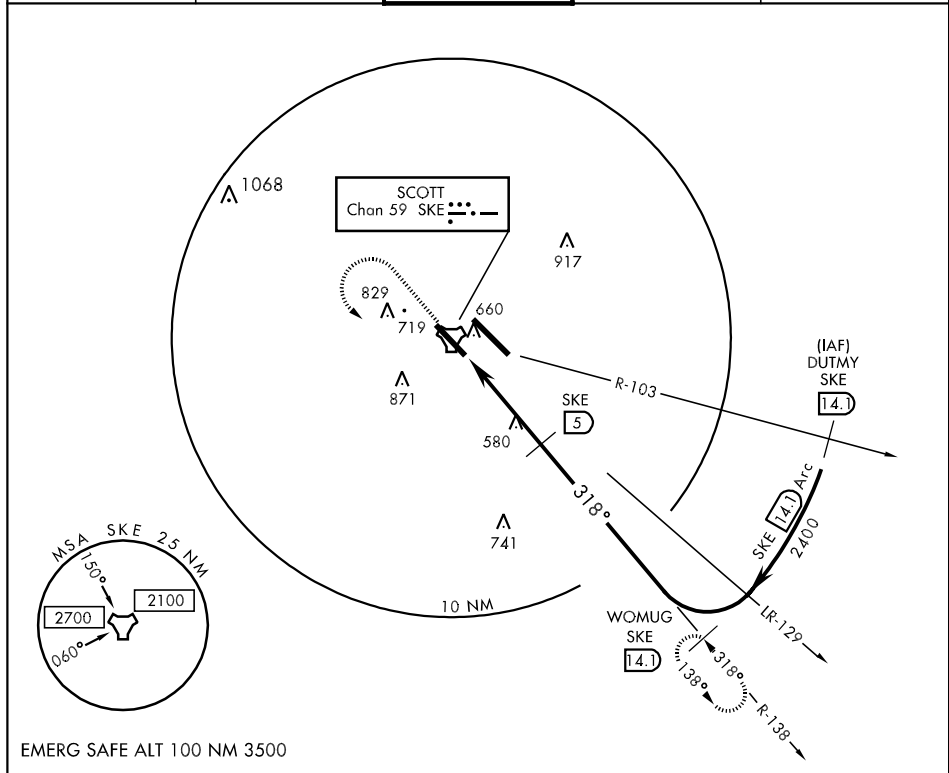 1068
SCOTT
Chan 59 SKE
917
829
719
660
871
R-103
(IAF)
DUTMY
SKE
14.1
SKE
5
580
318°
SKE 14.1 Arc
2400
741
MSA SKE 25 NM
150°
2100
2700
060°
10 NM
WOMUG
SKE
14.1
LR-129
318°
138°
R-138
EMERG SAFE ALT 100 NM 3500